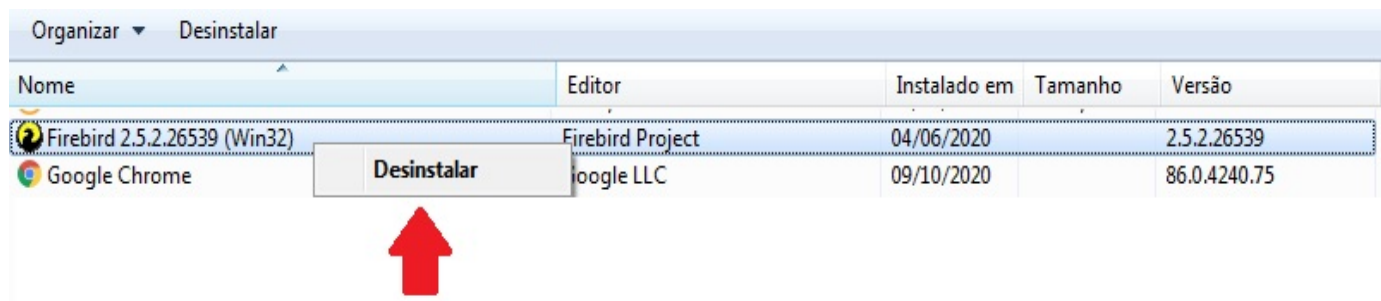 Organizar Desinstalar
Nome Editor Instalado em Tamanho Versão
Firebird 2.5.2.26539 (Win32) Firebird Project 04/06/2020 2.5.2.26539
Desinstalar
Google Chrome Google LLC 09/10/2020 86.0.4240.75